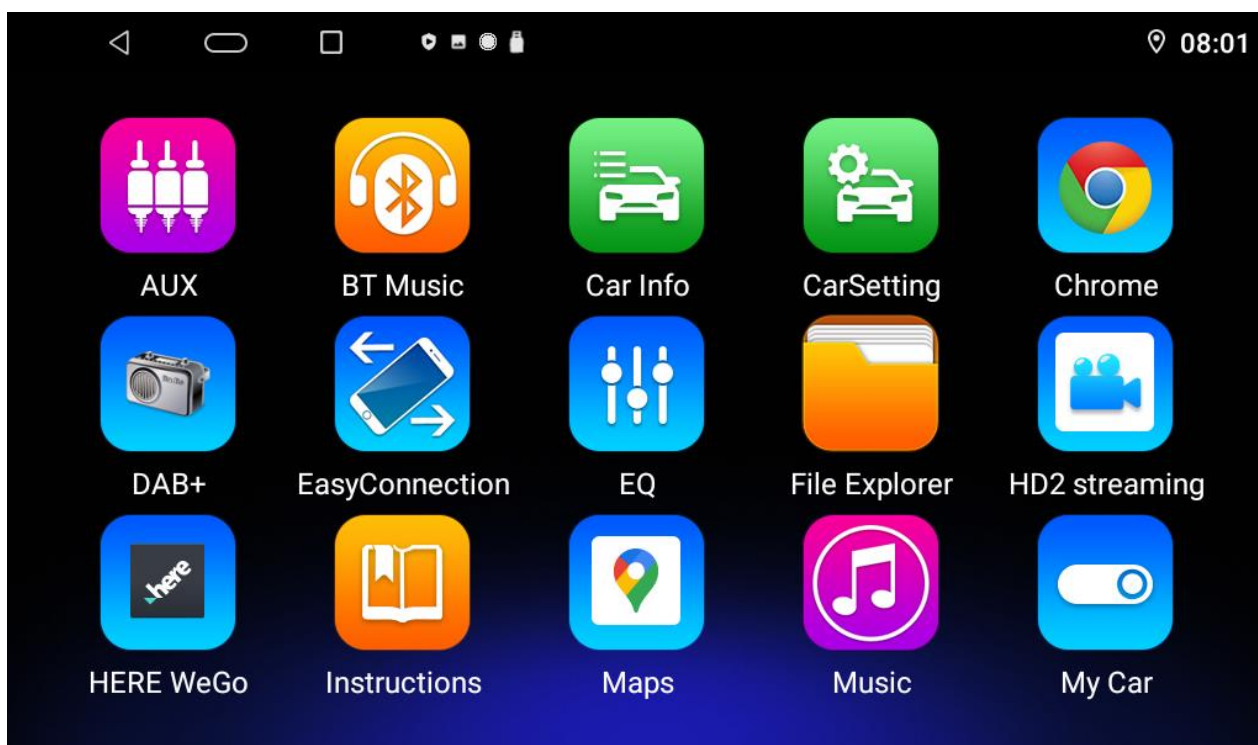 08:01
AUX
BT Music
Car Info
CarSetting
Chrome
DAB+
EasyConnection
EQ
File Explorer
HD2 streaming
here
HERE WeGo
Instructions
Maps
Music
My Car